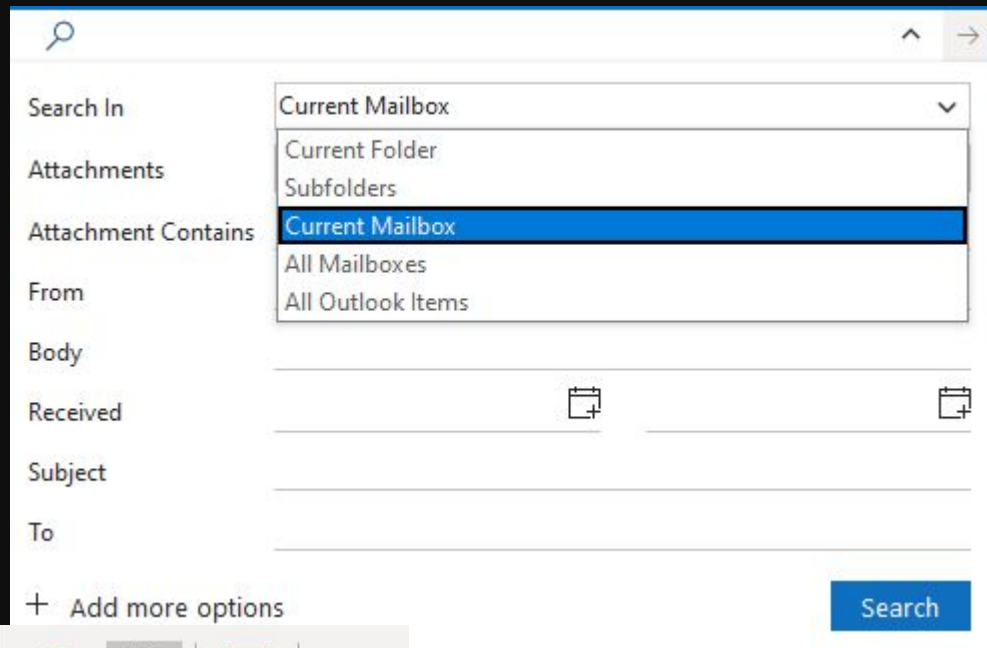 Search In Current Mailbox
Current Folder
Attachments
Subfolders
Attachment Contains Current Mailbox
All Mailboxes
From
All Outlook Items
Body
Received
Subject
To
+ Add more options Search